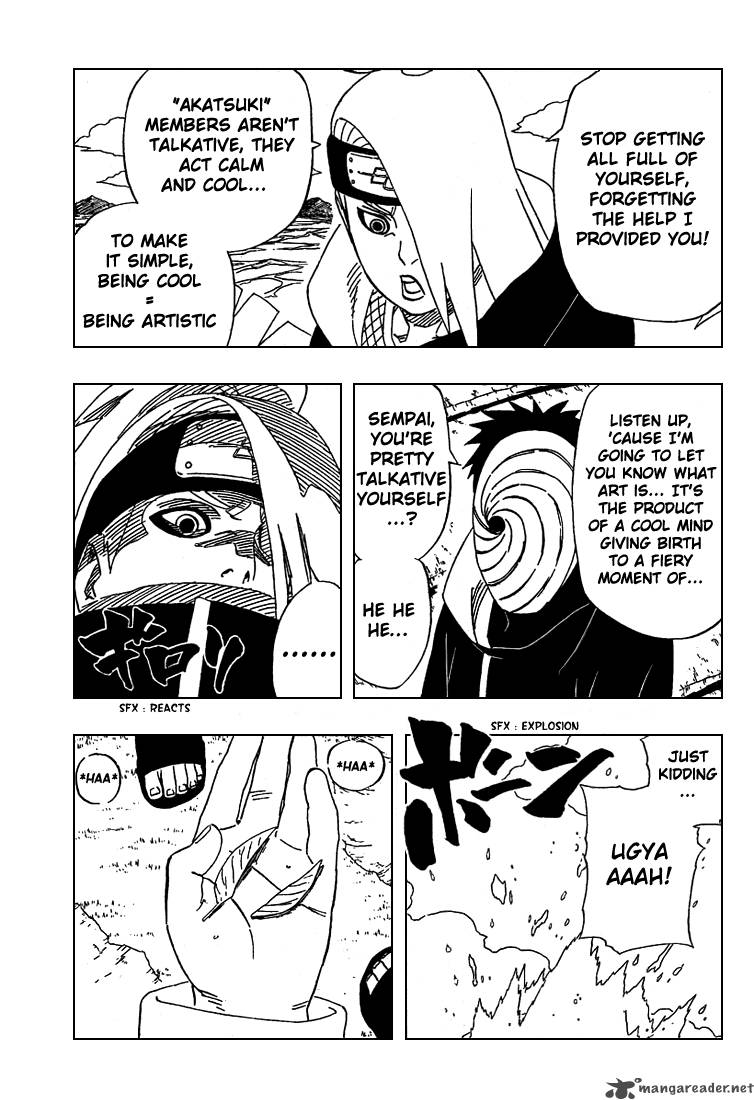 STOP GETTING
ALL FULL OF
YOURSELF,
FORGETTING
THE HELP I
PROVIDED YOU!
"AKATSUKI"
MEMBERS AREN'T
TALKATIVE, THEY
ACT CALM
AND COOL...
TO MAKE
IT SIMPLE,
BEING COOL
=
BEING ARTISTIC
LISTEN UP,
'CAUSE I'M
GOING TO LET
YOU KNOW WHAT
ART IS... IT'S
THE PRODUCT
OF A COOL MIND
GIVING BIRTH
TO A FIERY
MOMENT OF...
SEMPAI,
YOU'RE
PRETTY
TALKATIVE
YOURSELF
...?
HE HE
HE...
......
ギロリ
SFX : REACTS
SFX : EXPLOSION
JUST
KIDDING
...
ボーン
UGYA
AAAH!
*HAA*
*HAA*
mangareader.net